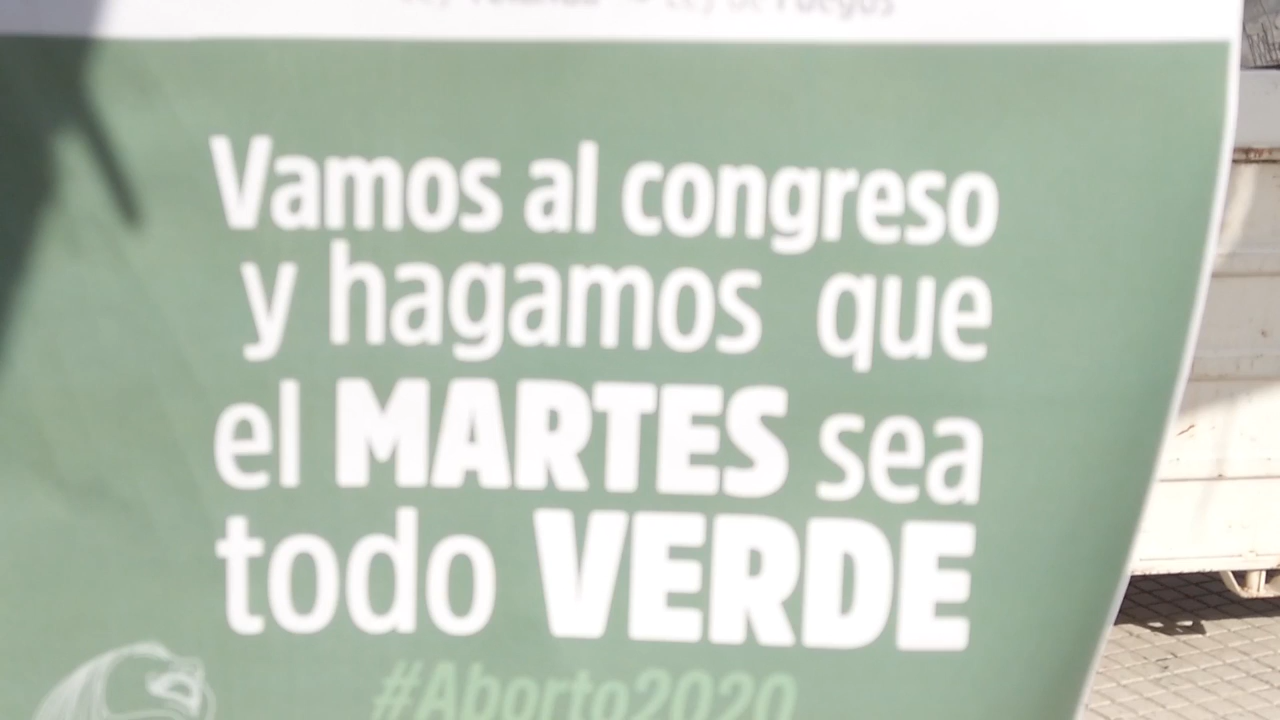 Vamos al congreso
y hagamos que
el MARTES sea
todo VERDE
#Aborto2020